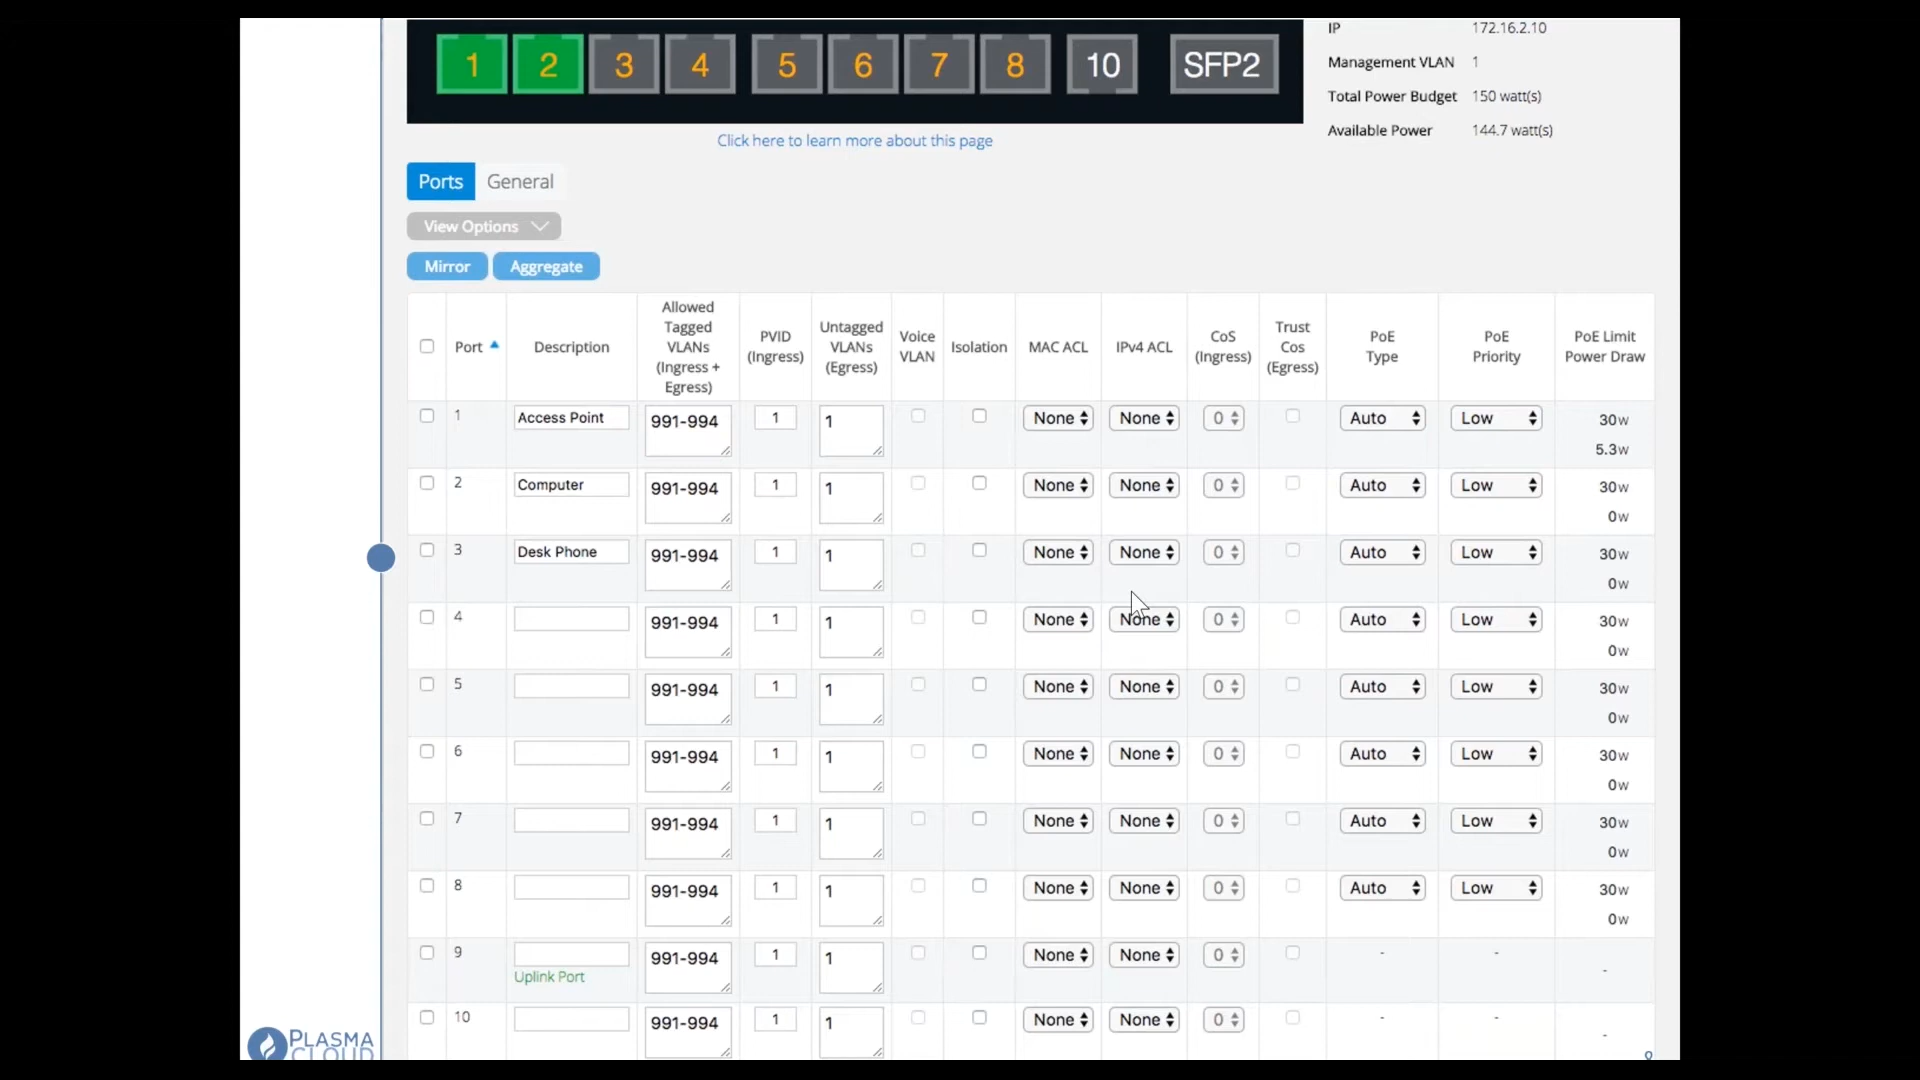 IP 172.16.2.10
1 2 3 4 5 6 7 8 10 SFP2
Management VLAN 1
Total Power Budget 150 watt(s)
Available Power 144.7 watt(s)
Click here to learn more about this page
Ports General
View Options
Mirror Aggregate
Port Description Allowed Tagged VLANs (Ingress + Egress) PVID (Ingress) Untagged VLANs (Egress) Voice VLAN Isolation MAC ACL IPv4 ACL CoS (Ingress) Trust Cos (Egress) PoE Type PoE Priority PoE Limit Power Draw
1 Access Point 991-994 1 1 None None 0 Auto Low 30w
5.3w
2 Computer 991-994 1 1 None None 0 Auto Low 30w
0w
3 Desk Phone 991-994 1 1 None None 0 Auto Low 30w
0w
4 991-994 1 1 None None 0 Auto Low 30w
0w
5 991-994 1 1 None None 0 Auto Low 30w
0w
6 991-994 1 1 None None 0 Auto Low 30w
0w
7 991-994 1 1 None None 0 Auto Low 30w
0w
8 991-994 1 1 None None 0 Auto Low 30w
0w
9 991-994 1 1 None None 0 - - -
Uplink Port
10 991-994 1 1 None None 0 - - -
PLASMA
CLOUD